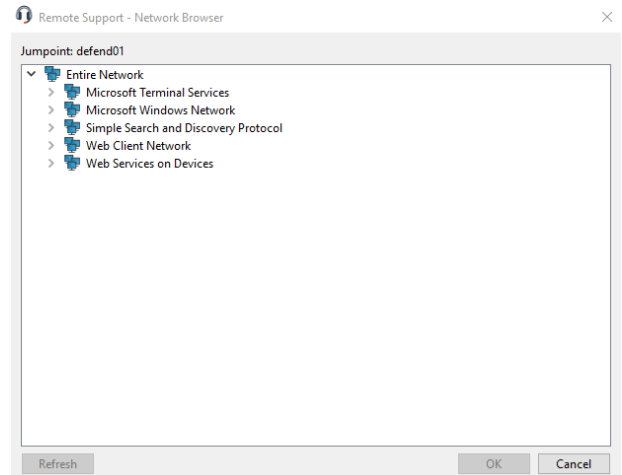 Remote Support - Network Browser
Jumpoint: defend01
Entire Network
Microsoft Terminal Services
Microsoft Windows Network
Simple Search and Discovery Protocol
Web Client Network
Web Services on Devices
Refresh OK Cancel